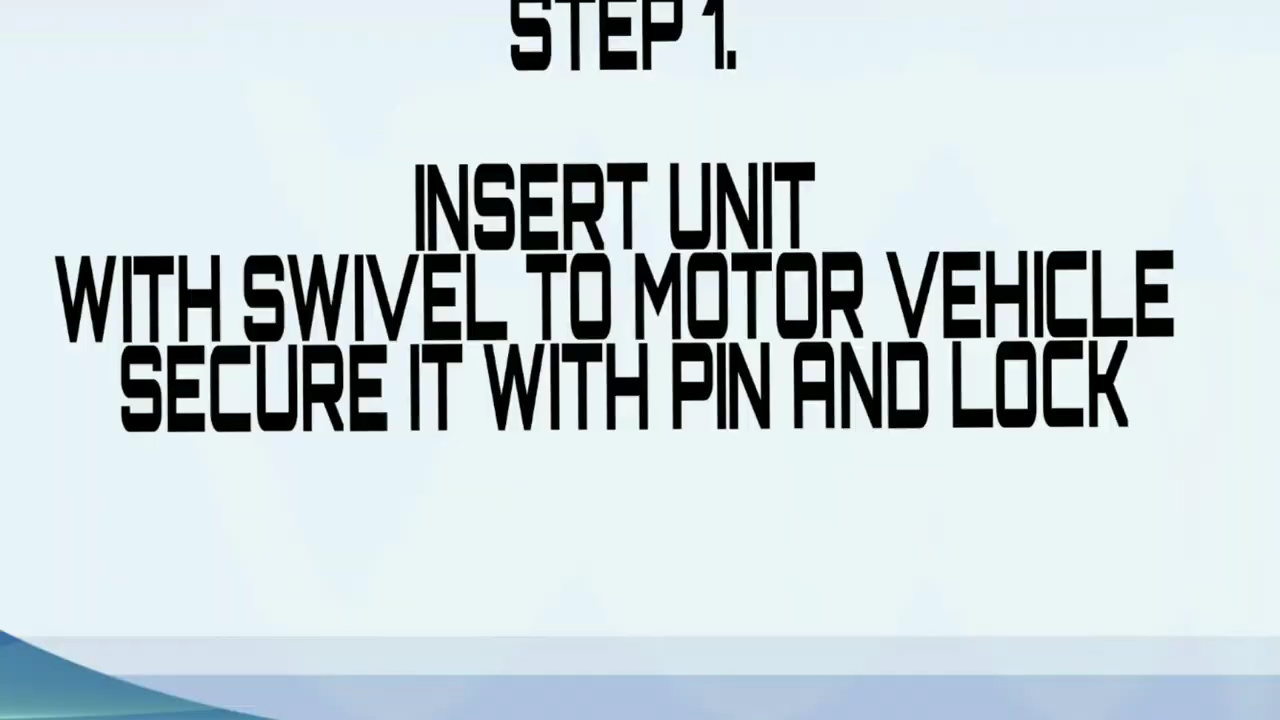 STEP 1.
INSERT UNIT
WITH SWIVEL TO MOTOR VEHICLE
SECURE IT WITH PIN AND LOCK